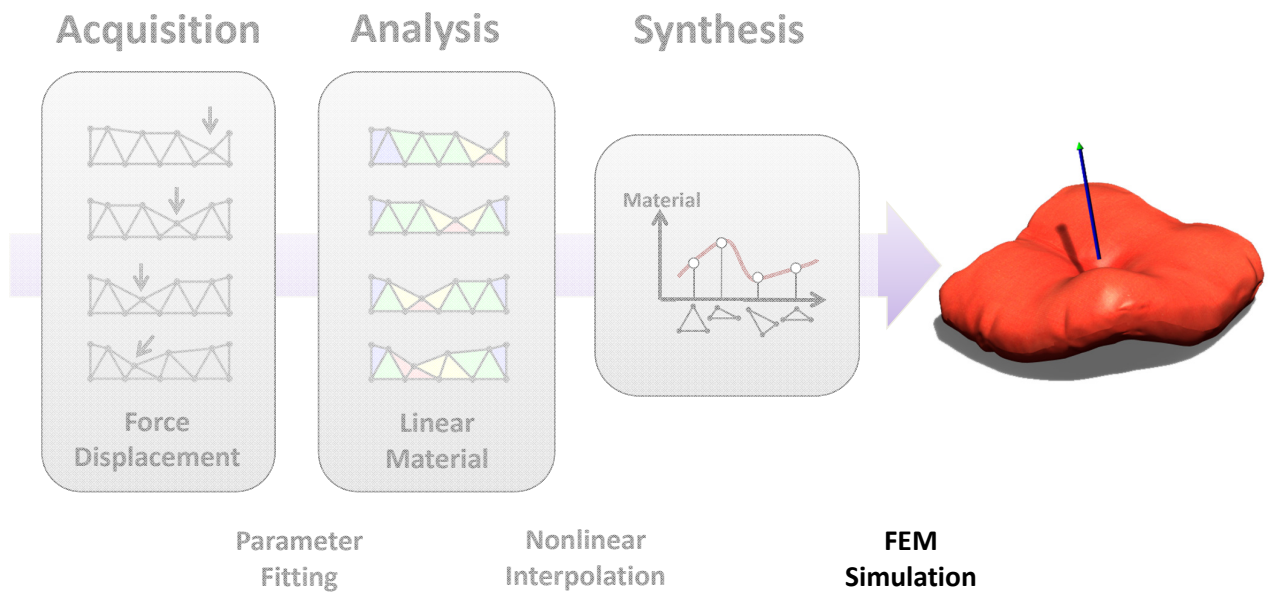 Acquisition
Analysis
Synthesis
Material
Force
Displacement
Linear
Material
Parameter
Fitting
Nonlinear
Interpolation
FEM
Simulation